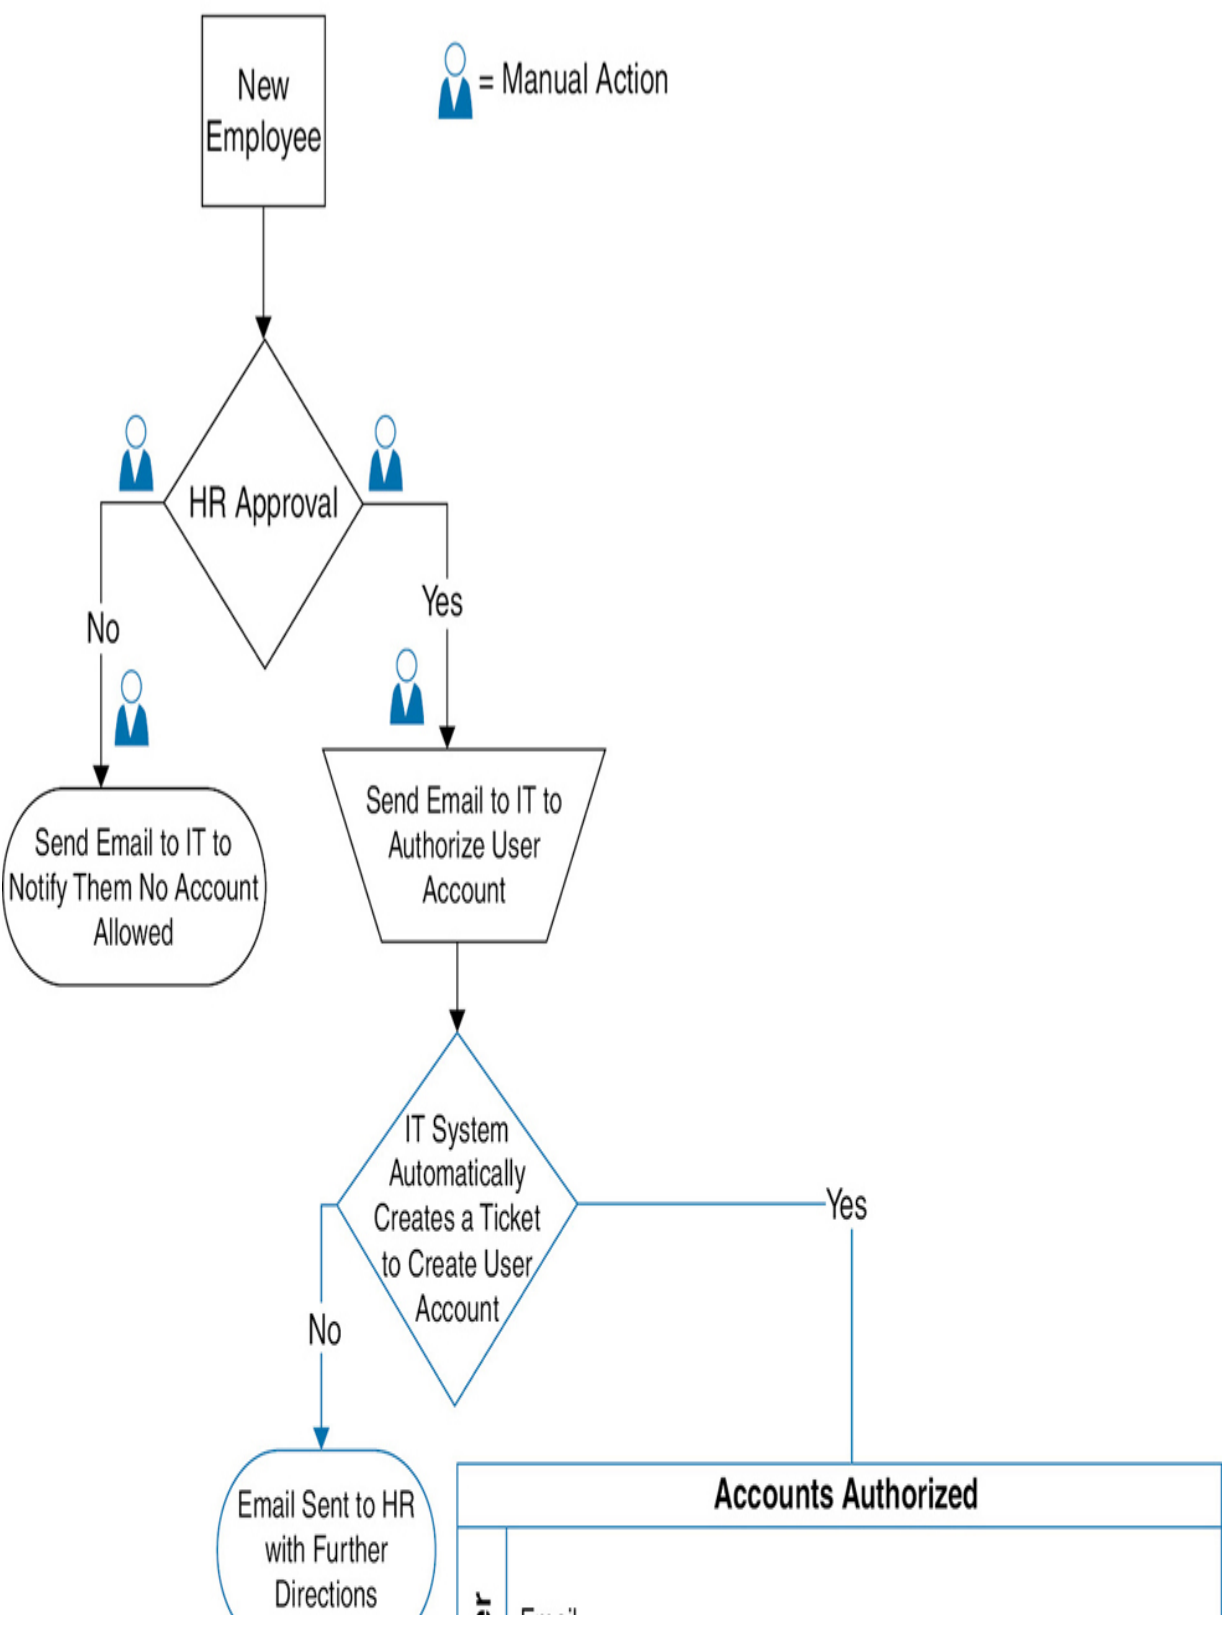 New
Employee
= Manual Action
HR Approval
No
Yes
Send Email to IT to
Notify Them No Account
Allowed
Send Email to IT to
Authorize User
Account
IT System
Automatically
Creates a Ticket
to Create User
Account
No
Yes
Email Sent to HR
with Further
Directions
Accounts Authorized
Email